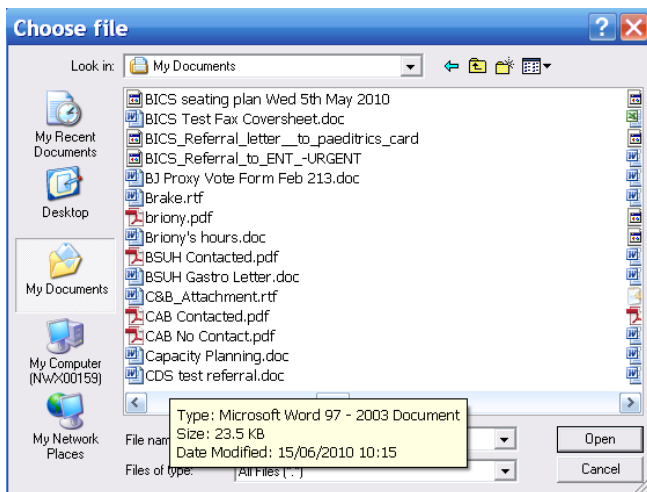 Choose file
Look in: My Documents
My Recent Documents
Desktop
My Documents
My Computer (NWX00159)
My Network Places
BICS seating plan Wed 5th May 2010
BICS Test Fax Coversheet.doc
BICS_Referral_letter__to_paeditrics_card
BICS_Referral_to_ENT_-URGENT
BJ Proxy Vote Form Feb 213.doc
Brake.rtf
briony.pdf
Briony's hours.doc
BSUH Contacted.pdf
BSUH Gastro Letter.doc
C&B_Attachment.rtf
CAB Contacted.pdf
CAB No Contact.pdf
Capacity Planning.doc
CDS test referral.doc
Type: Microsoft Word 97 - 2003 Document
Size: 23.5 KB
Date Modified: 15/06/2010 10:15
File nam
Open
Files of type: All Files (*.*)
Cancel